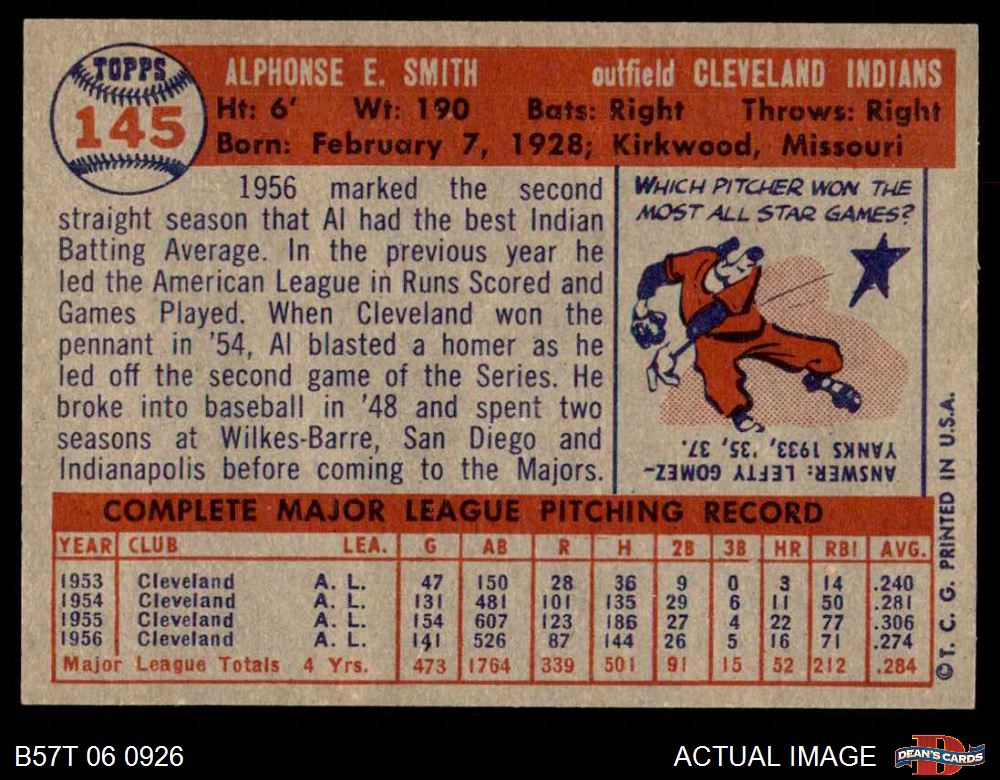 TOPPS
145
ALPHONSE E. SMITH outfield CLEVELAND INDIANS
Ht: 6' Wt: 190 Bats: Right Throws: Right
Born: February 7, 1928; Kirkwood, Missouri
1956 marked the second
straight season that Al had the best Indian
Batting Average. In the previous year he
led the American League in Runs Scored and
Games Played. When Cleveland won the
pennant in '54, Al blasted a homer as he
led off the second game of the Series. He
broke into baseball in '48 and spent two
seasons at Wilkes-Barre, San Diego and
Indianapolis before coming to the Majors.
WHICH PITCHER WON THE
MOST ALL STAR GAMES?
ANSWER: LEFTY GOMEZ-
YANKS 1933, '35, 37.
COMPLETE MAJOR LEAGUE PITCHING RECORD
YEAR CLUB LEA. G AB R H 2B 3B HR RBI AVG.
1953 Cleveland A. L. 47 150 28 36 9 0 3 14 .240
1954 Cleveland A. L. 131 481 101 135 29 6 11 50 .281
1955 Cleveland A. L. 154 607 123 186 27 4 22 77 .306
1956 Cleveland A. L. 141 526 87 144 26 5 16 71 .274
Major League Totals 4 Yrs. 473 1764 339 501 91 15 52 212 .284
©T. C. G. PRINTED IN U.S.A.
B57T 06 0926
ACTUAL IMAGE
DEAN'S CARDS